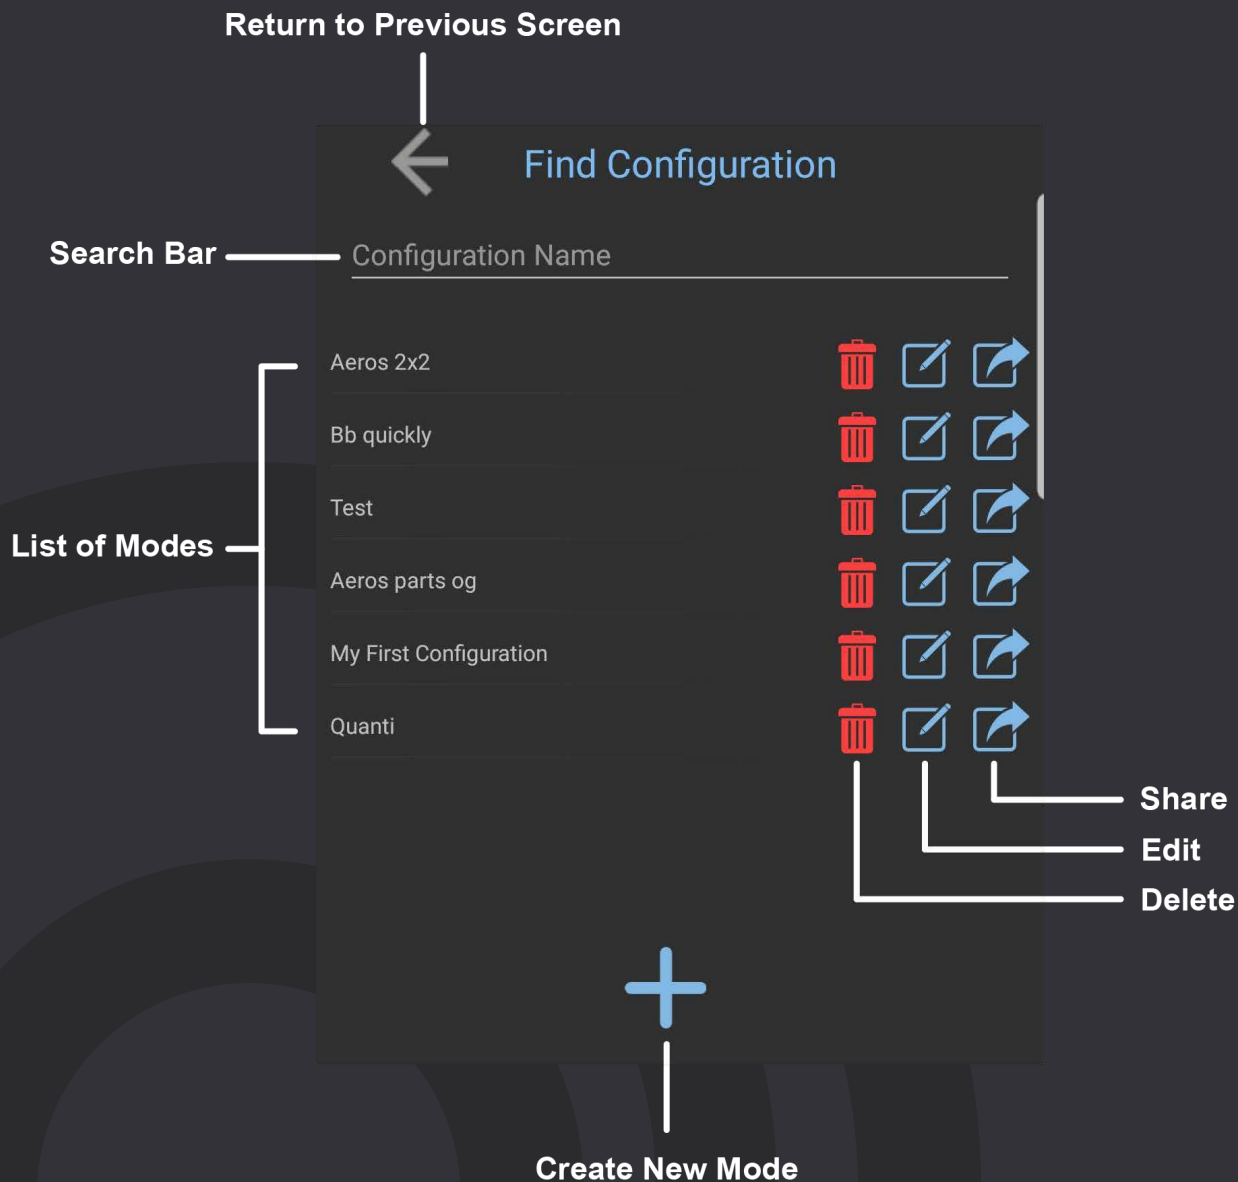 Return to Previous Screen
Find Configuration
Search Bar
Configuration Name
Aeros 2x2
Bb quickly
Test
List of Modes
Aeros parts og
My First Configuration
Quanti
Share
Edit
Delete
Create New Mode